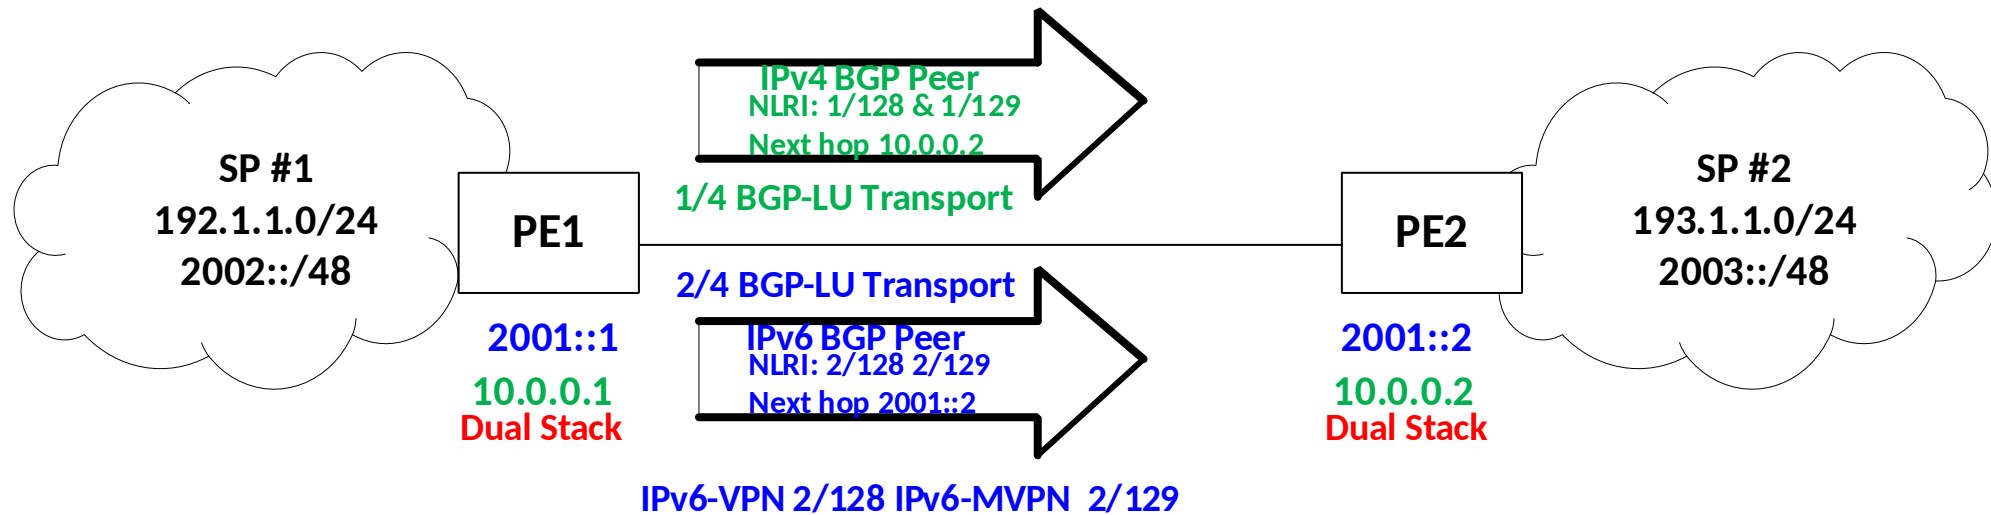 IPv4 BGP Peer
NLRI: 1/128 & 1/129
Next hop 10.0.0.2
1/4 BGP-LU Transport
SP #1
192.1.1.0/24
2002::/48
PE1
PE2
SP #2
193.1.1.0/24
2003::/48
2/4 BGP-LU Transport
IPv6 BGP Peer
NLRI: 2/128 2/129
Next hop 2001::2
2001::1
10.0.0.1
Dual Stack
2001::2
10.0.0.2
Dual Stack
IPv6-VPN 2/128 IPv6-MVPN 2/129